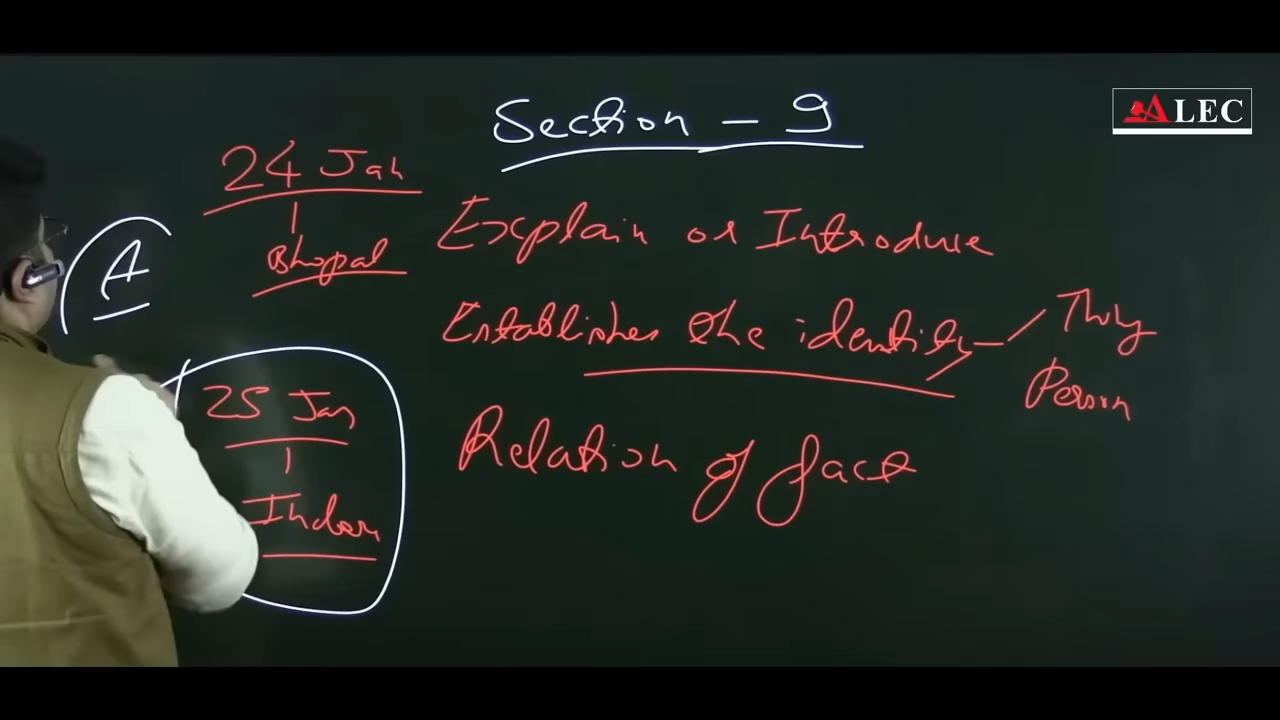 Section - 9
ALEC
24 Jan
Bhopal
A
Explain or Introduce
Establishes the identity - Thing
Person
25 Jan
Indore
Relation of fact